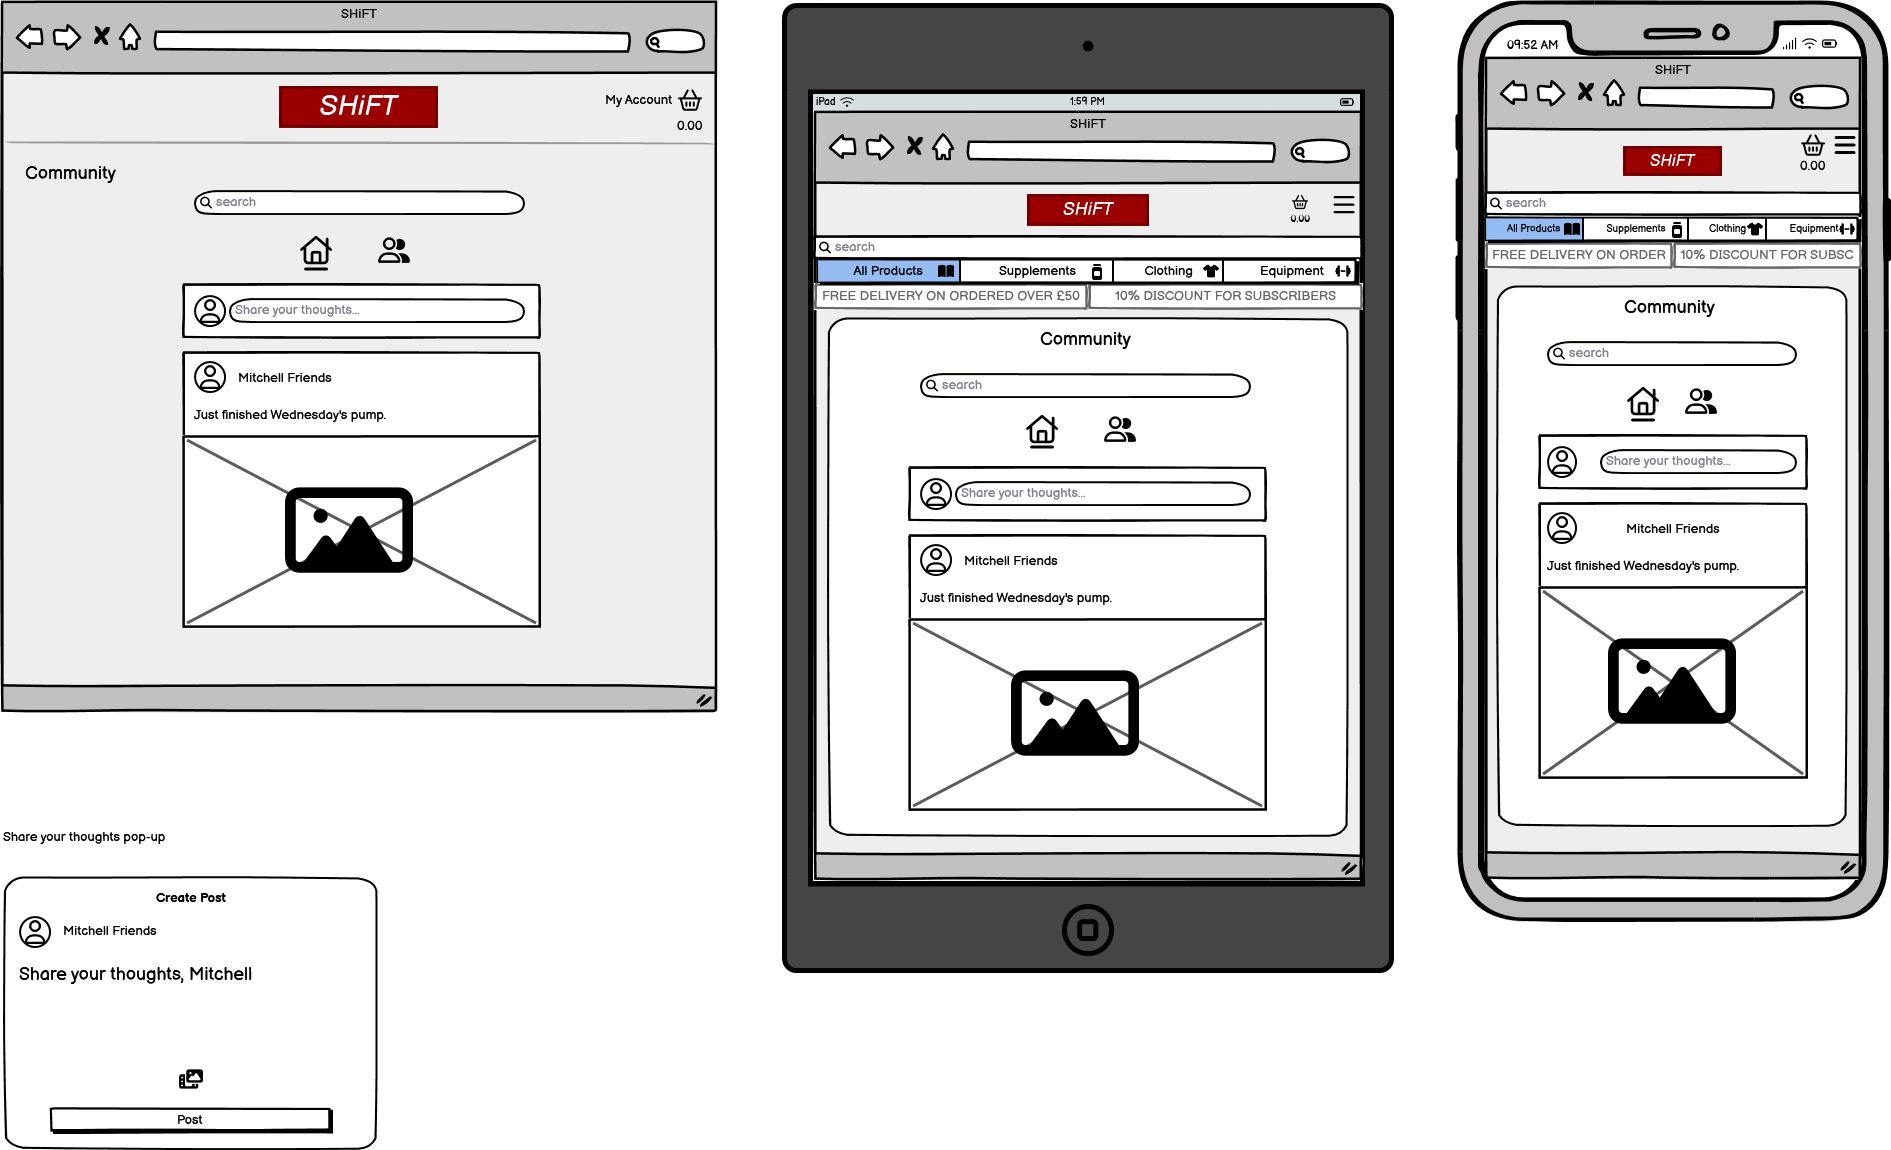 SHiFT
SHiFT
My Account
0.00
Community
search
Share your thoughts...
Mitchell Friends
Just finished Wednesday's pump.
Share your thoughts pop-up
Create Post
Mitchell Friends
Share your thoughts, Mitchell
Post
iPad
1:59 PM
SHiFT
SHiFT
0.00
search
All Products
Supplements
Clothing
Equipment
FREE DELIVERY ON ORDERED OVER £50
10% DISCOUNT FOR SUBSCRIBERS
Community
search
Share your thoughts...
Mitchell Friends
Just finished Wednesday's pump.
09:52 AM
SHiFT
SHiFT
0.00
search
All Products
Supplements
Clothing
Equipment
FREE DELIVERY ON ORDER
10% DISCOUNT FOR SUBSC
Community
search
Share your thoughts...
Mitchell Friends
Just finished Wednesday's pump.